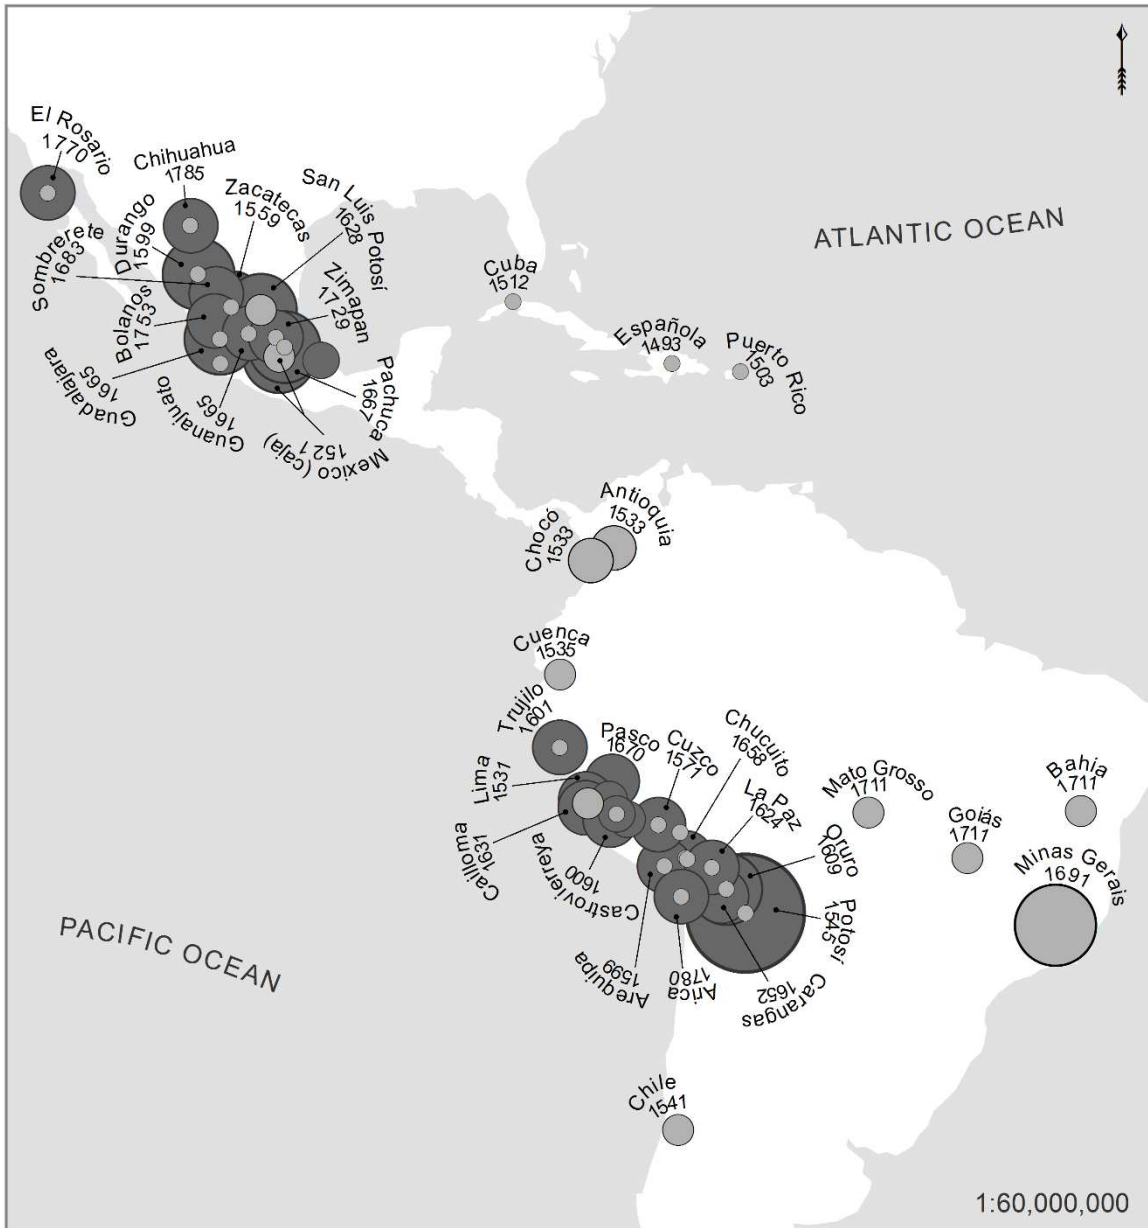 El Rosario
1770
Chihuahua
1785
Durango
1599
Sombrerete
1683
Zacatecas
1559
San Luis Potosí
1628
Zimapan
1729
Bolanos
1753
Guadalajara
1665
Guanajuato
1665
Pachuca
1667
Mexico (caja)
1521
ATLANTIC OCEAN
Cuba
1512
Española
1493
Puerto Rico
1503
Antioquia
1533
Chocó
1533
Cuenca
1535
Trujilo
1601
Pasco
1670
Cuzco
1571
Chucuito
1658
La Paz
1624
Oruro
1609
Potosí
1545
Lima
1531
Cailloma
1631
Castrovierreya
1600
Arequipa
1599
Arica
1780
Carangas
1652
Mato Grosso
1711
Goiás
1711
Bahia
1711
Minas Gerais
1691
PACIFIC OCEAN
Chile
1541
1:60,000,000